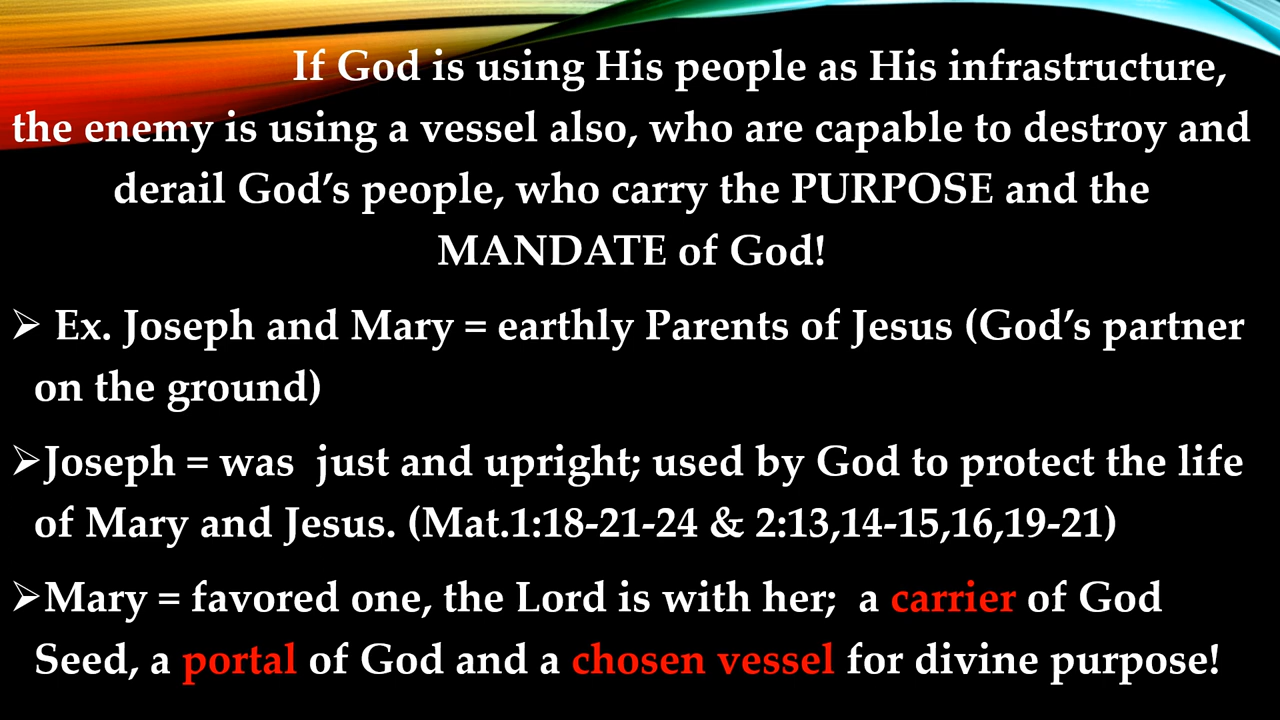 If God is using His people as His infrastructure,
the enemy is using a vessel also, who are capable to destroy and
derail God’s people, who carry the PURPOSE and the
MANDATE of God!
➢ Ex. Joseph and Mary = earthly Parents of Jesus (God’s partner
on the ground)
➢Joseph = was  just and upright; used by God to protect the life
of Mary and Jesus. (Mat.1:18-21-24 & 2:13,14-15,16,19-21)
➢Mary = favored one, the Lord is with her;  a carrier of God
Seed, a portal of God and a chosen vessel for divine purpose!